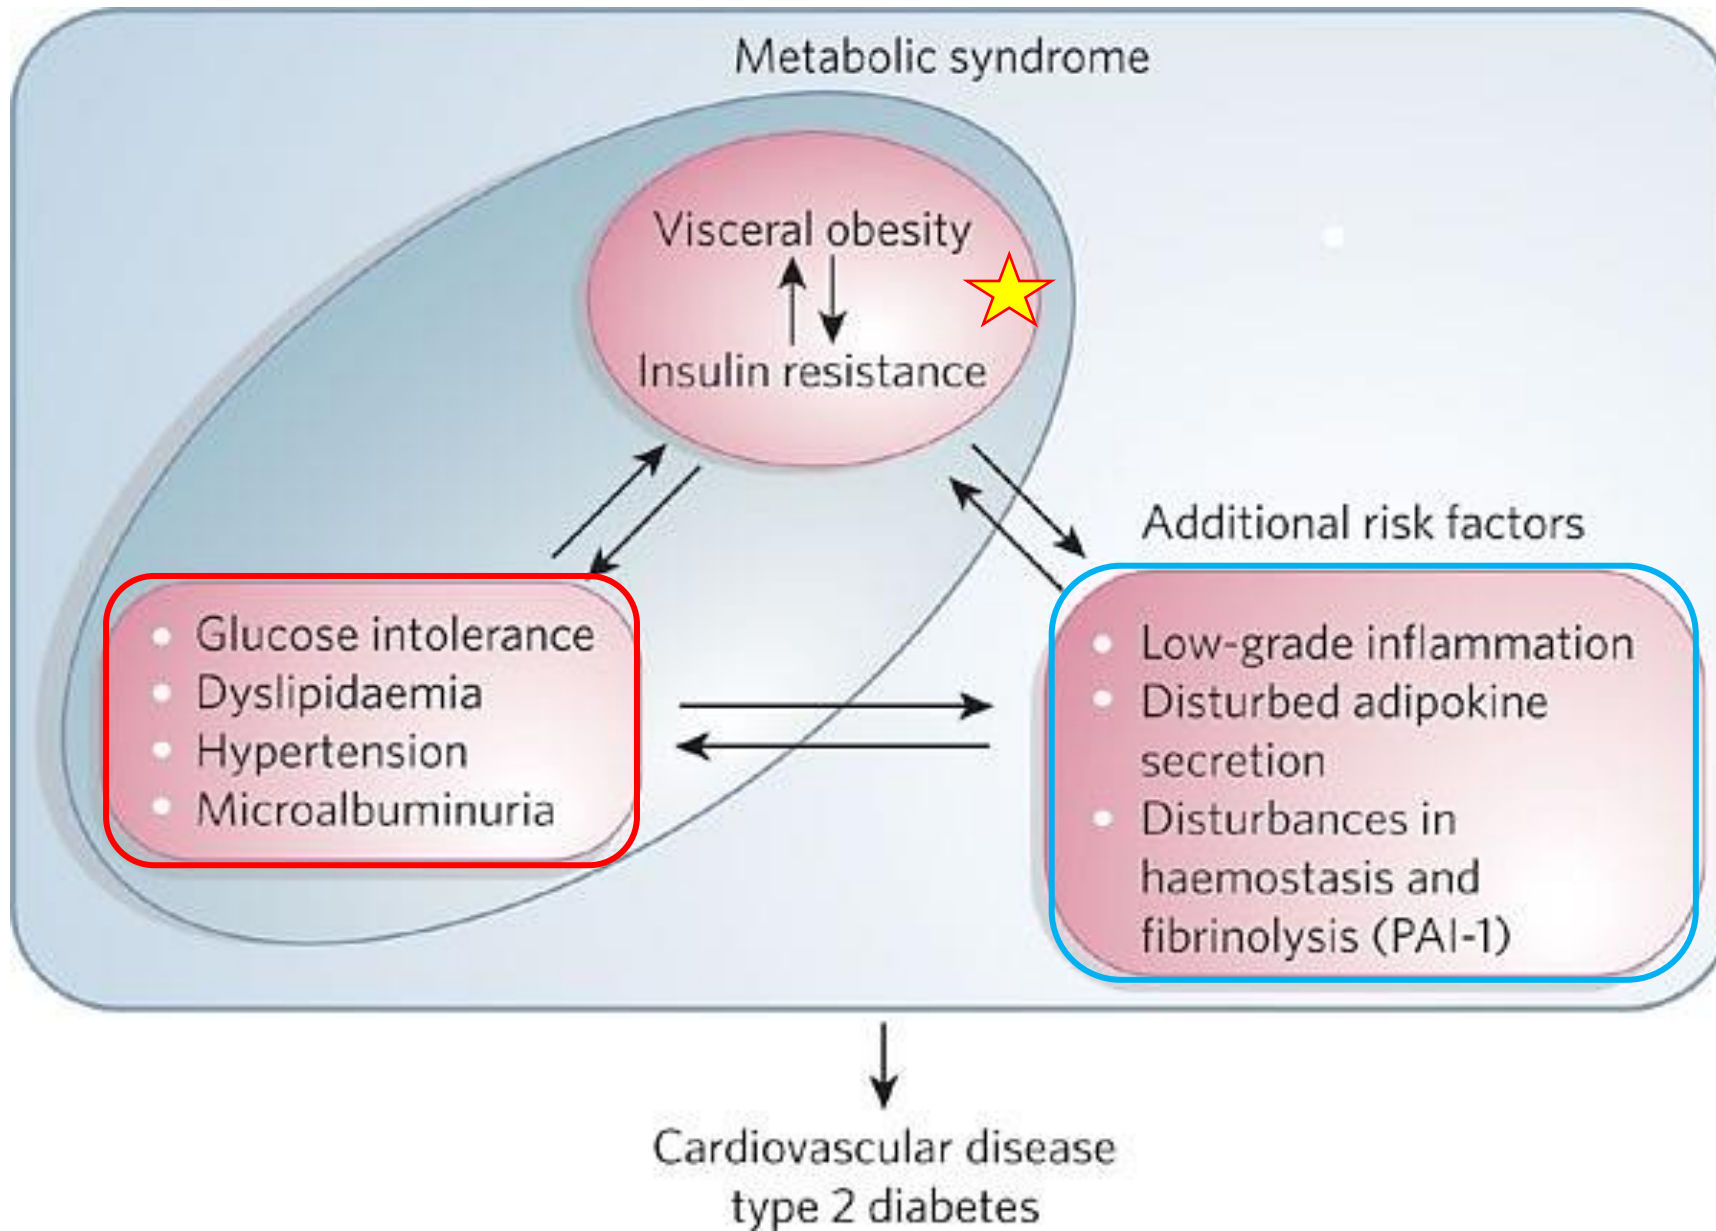 Metabolic syndrome
Visceral obesity
Insulin resistance
Glucose intolerance
Dyslipidaemia
Hypertension
Microalbuminuria
Additional risk factors
Low-grade inflammation
Disturbed adipokine
secretion
Disturbances in
haemostasis and
fibrinolysis (PAI-1)
Cardiovascular disease
type 2 diabetes